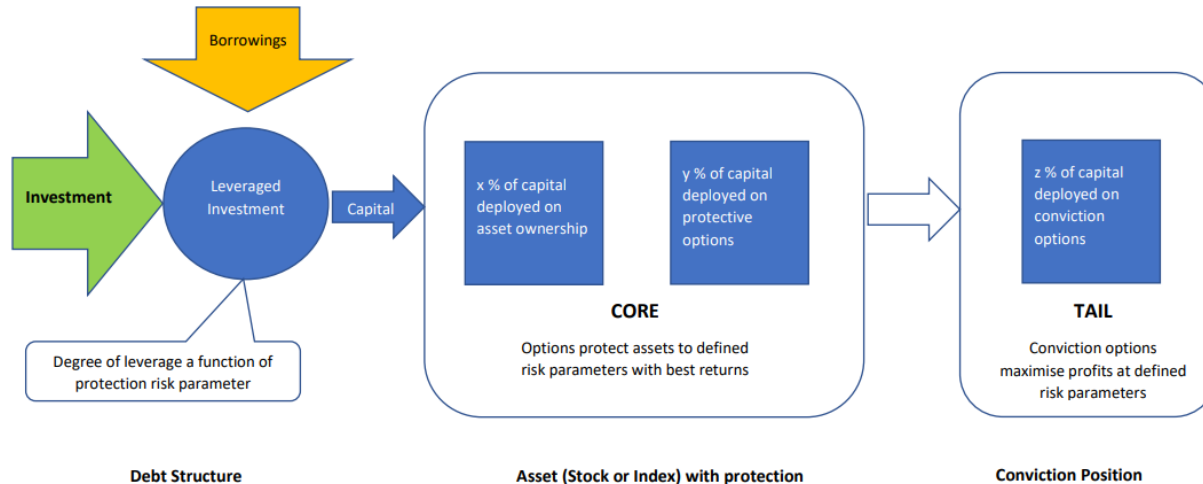 Borrowings
Investment
Leveraged
Investment
Capital
x % of capital
deployed on
asset ownership
y % of capital
deployed on
protective
options
z % of capital
deployed on
conviction
options
CORE
Options protect assets to defined
risk parameters with best returns
TAIL
Conviction options
maximise profits at defined
risk parameters
Degree of leverage a function of
protection risk parameter
Debt Structure
Asset (Stock or Index) with protection
Conviction Position